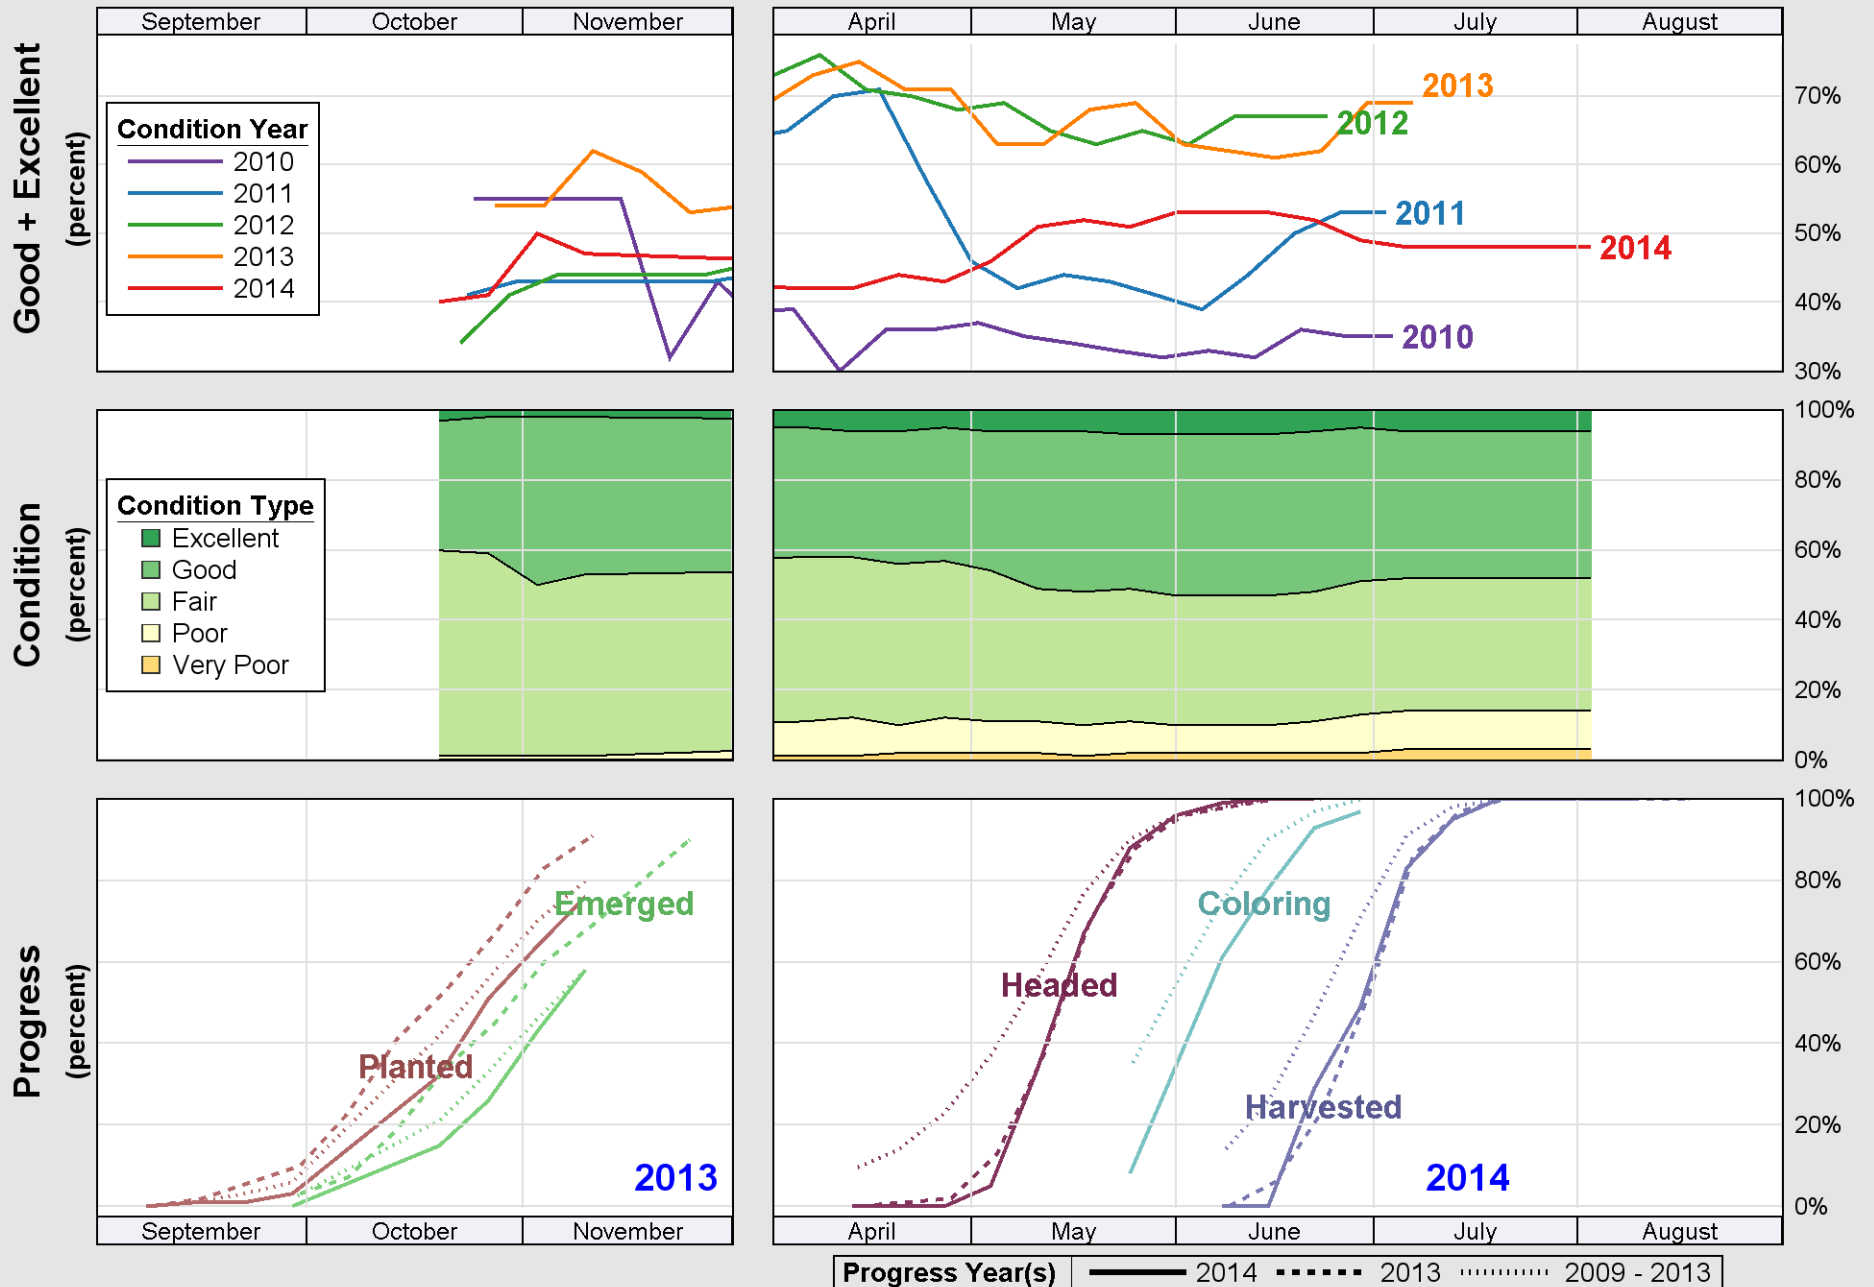 September October November April May June July August
Good + Excellent
(percent)
Condition Year
2010
2011
2012
2013
2014
2013
2012
2011
2014
2010
70%
60%
50%
40%
30%
Condition
(percent)
Condition Type
Excellent
Good
Fair
Poor
Very Poor
100%
80%
60%
40%
20%
0%
Progress
(percent)
Planted
Emerged
2013
Headed
Coloring
Harvested
2014
100%
80%
60%
40%
20%
0%
September October November April May June July August
Progress Year(s) 2014 2013 2009 - 2013